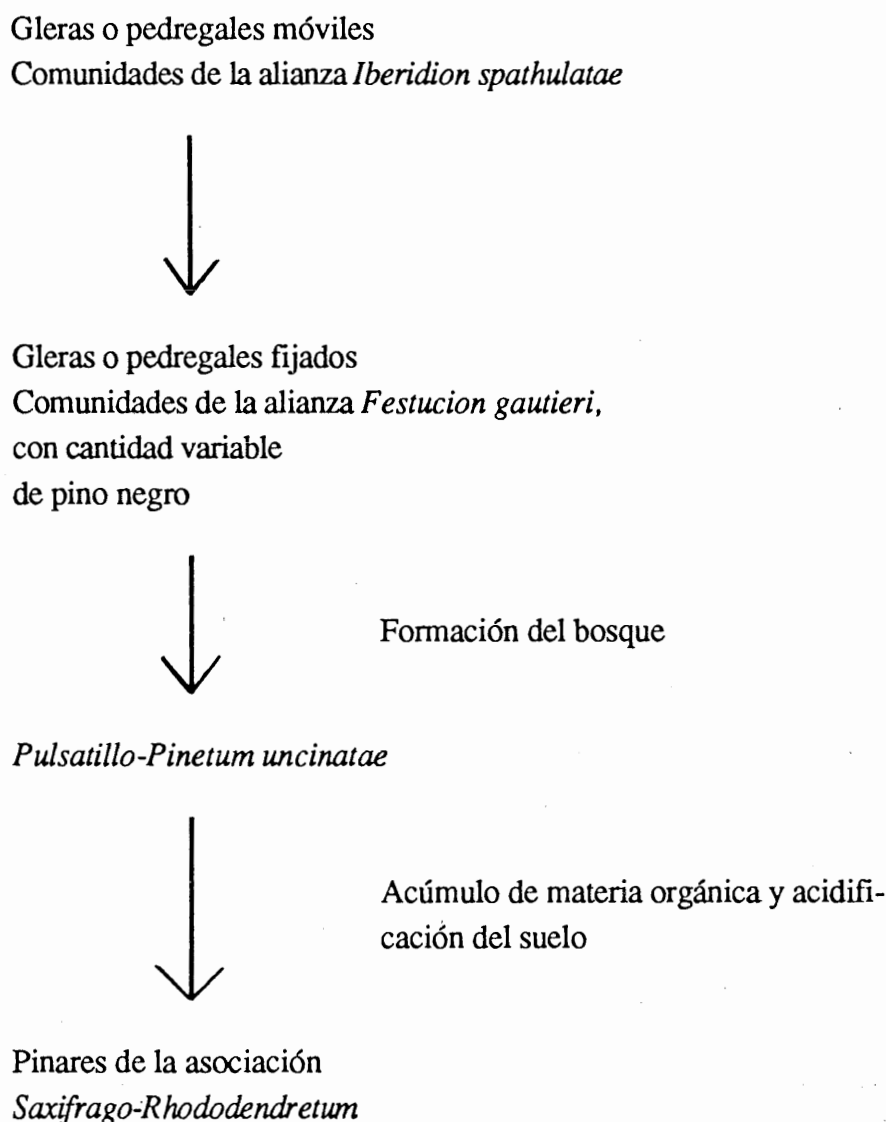 Gleras o pedregales móviles
Comunidades de la alianza Iberidion spathulatae
Gleras o pedregales fijados
Comunidades de la alianza Festucion gautieri,
con cantidad variable
de pino negro
Formación del bosque
Pulsatillo-Pinetum uncinatae
Acúmulo de materia orgánica y acidifi-
cación del suelo
Pinares de la asociación
Saxifrago-Rhododendretum